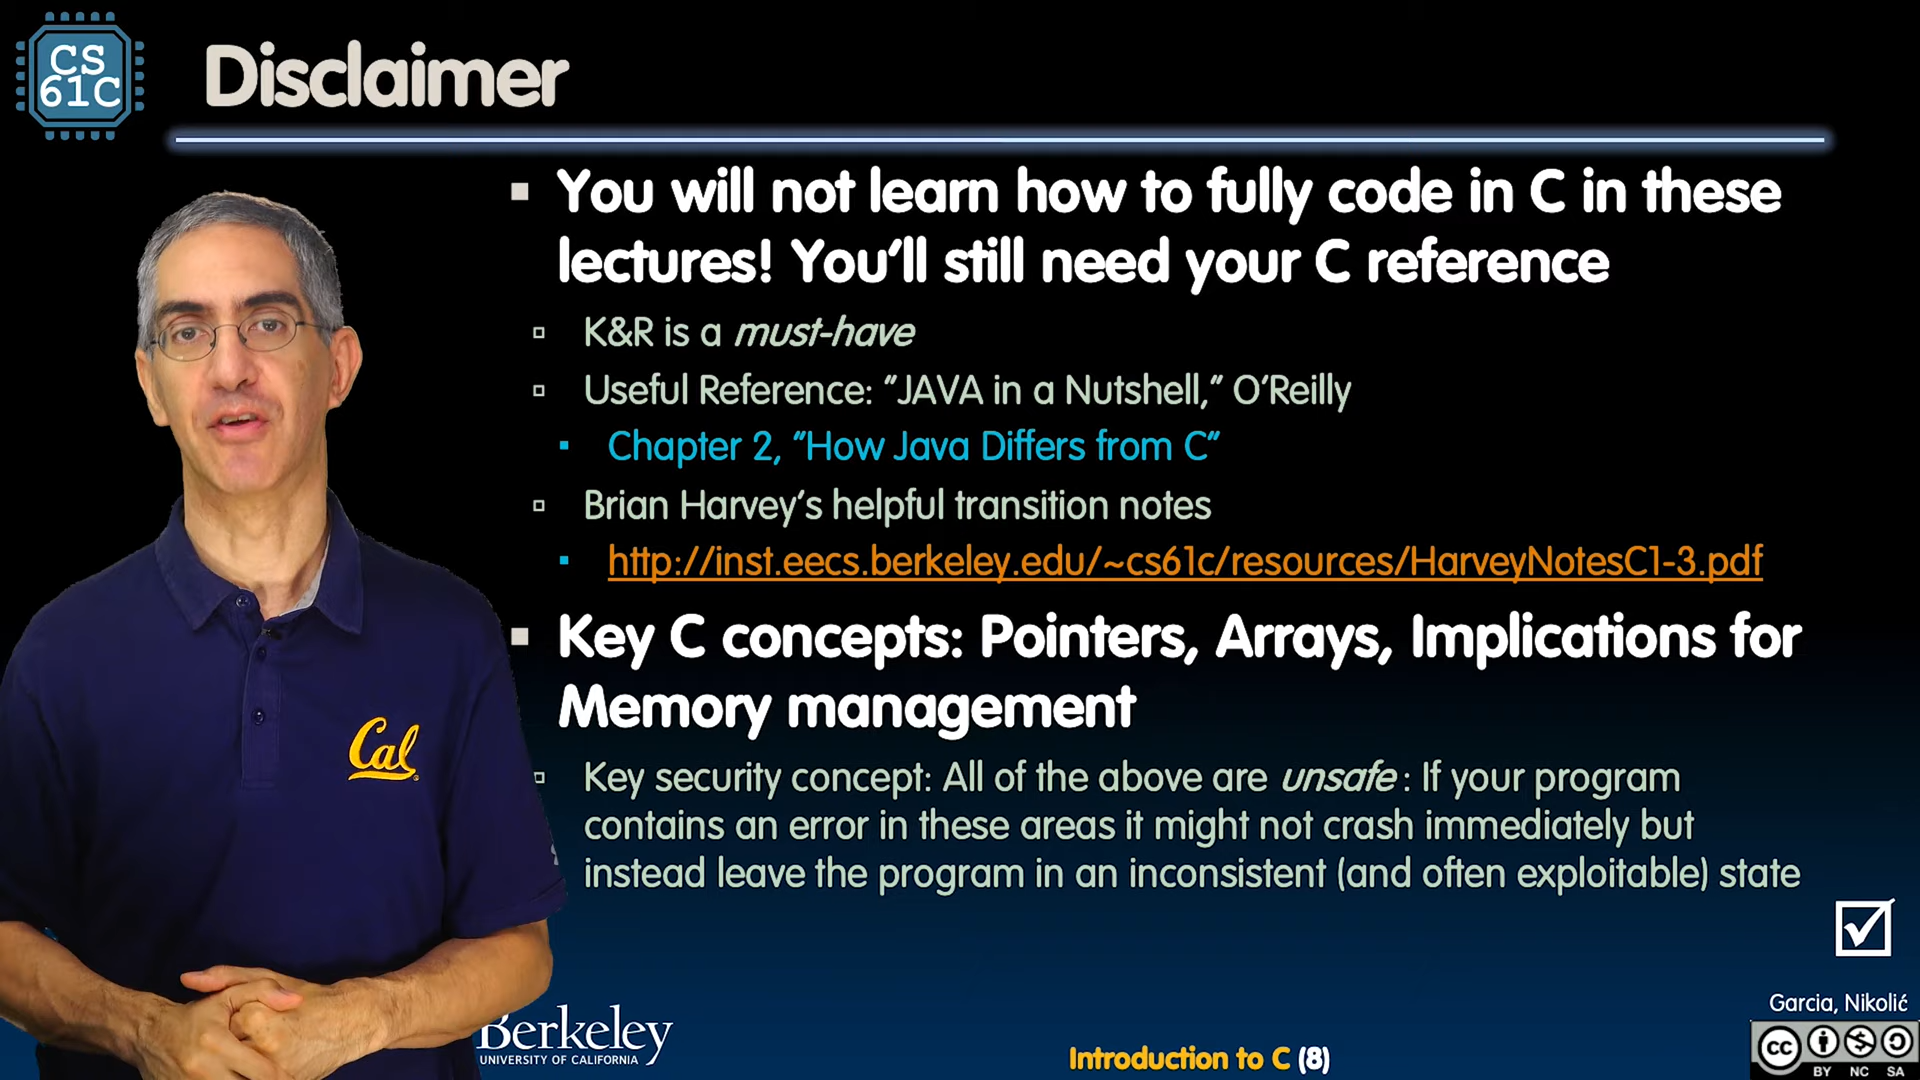 CS
61C
Disclaimer
You will not learn how to fully code in C in these
lectures! You’ll still need your C reference
K&R is a must-have
Useful Reference: “JAVA in a Nutshell,” O’Reilly
Chapter 2, “How Java Differs from C”
Brian Harvey’s helpful transition notes
http://inst.eecs.berkeley.edu/~cs61c/resources/HarveyNotesC1-3.pdf
Key C concepts: Pointers, Arrays, Implications for
Memory management
Cal
Key security concept: All of the above are unsafe : If your program
contains an error in these areas it might not crash immediately but
instead leave the program in an inconsistent (and often exploitable) state
Garcia, Nikolić
Berkeley
UNIVERSITY OF CALIFORNIA
Introduction to C (8)
cc
BY NC SA